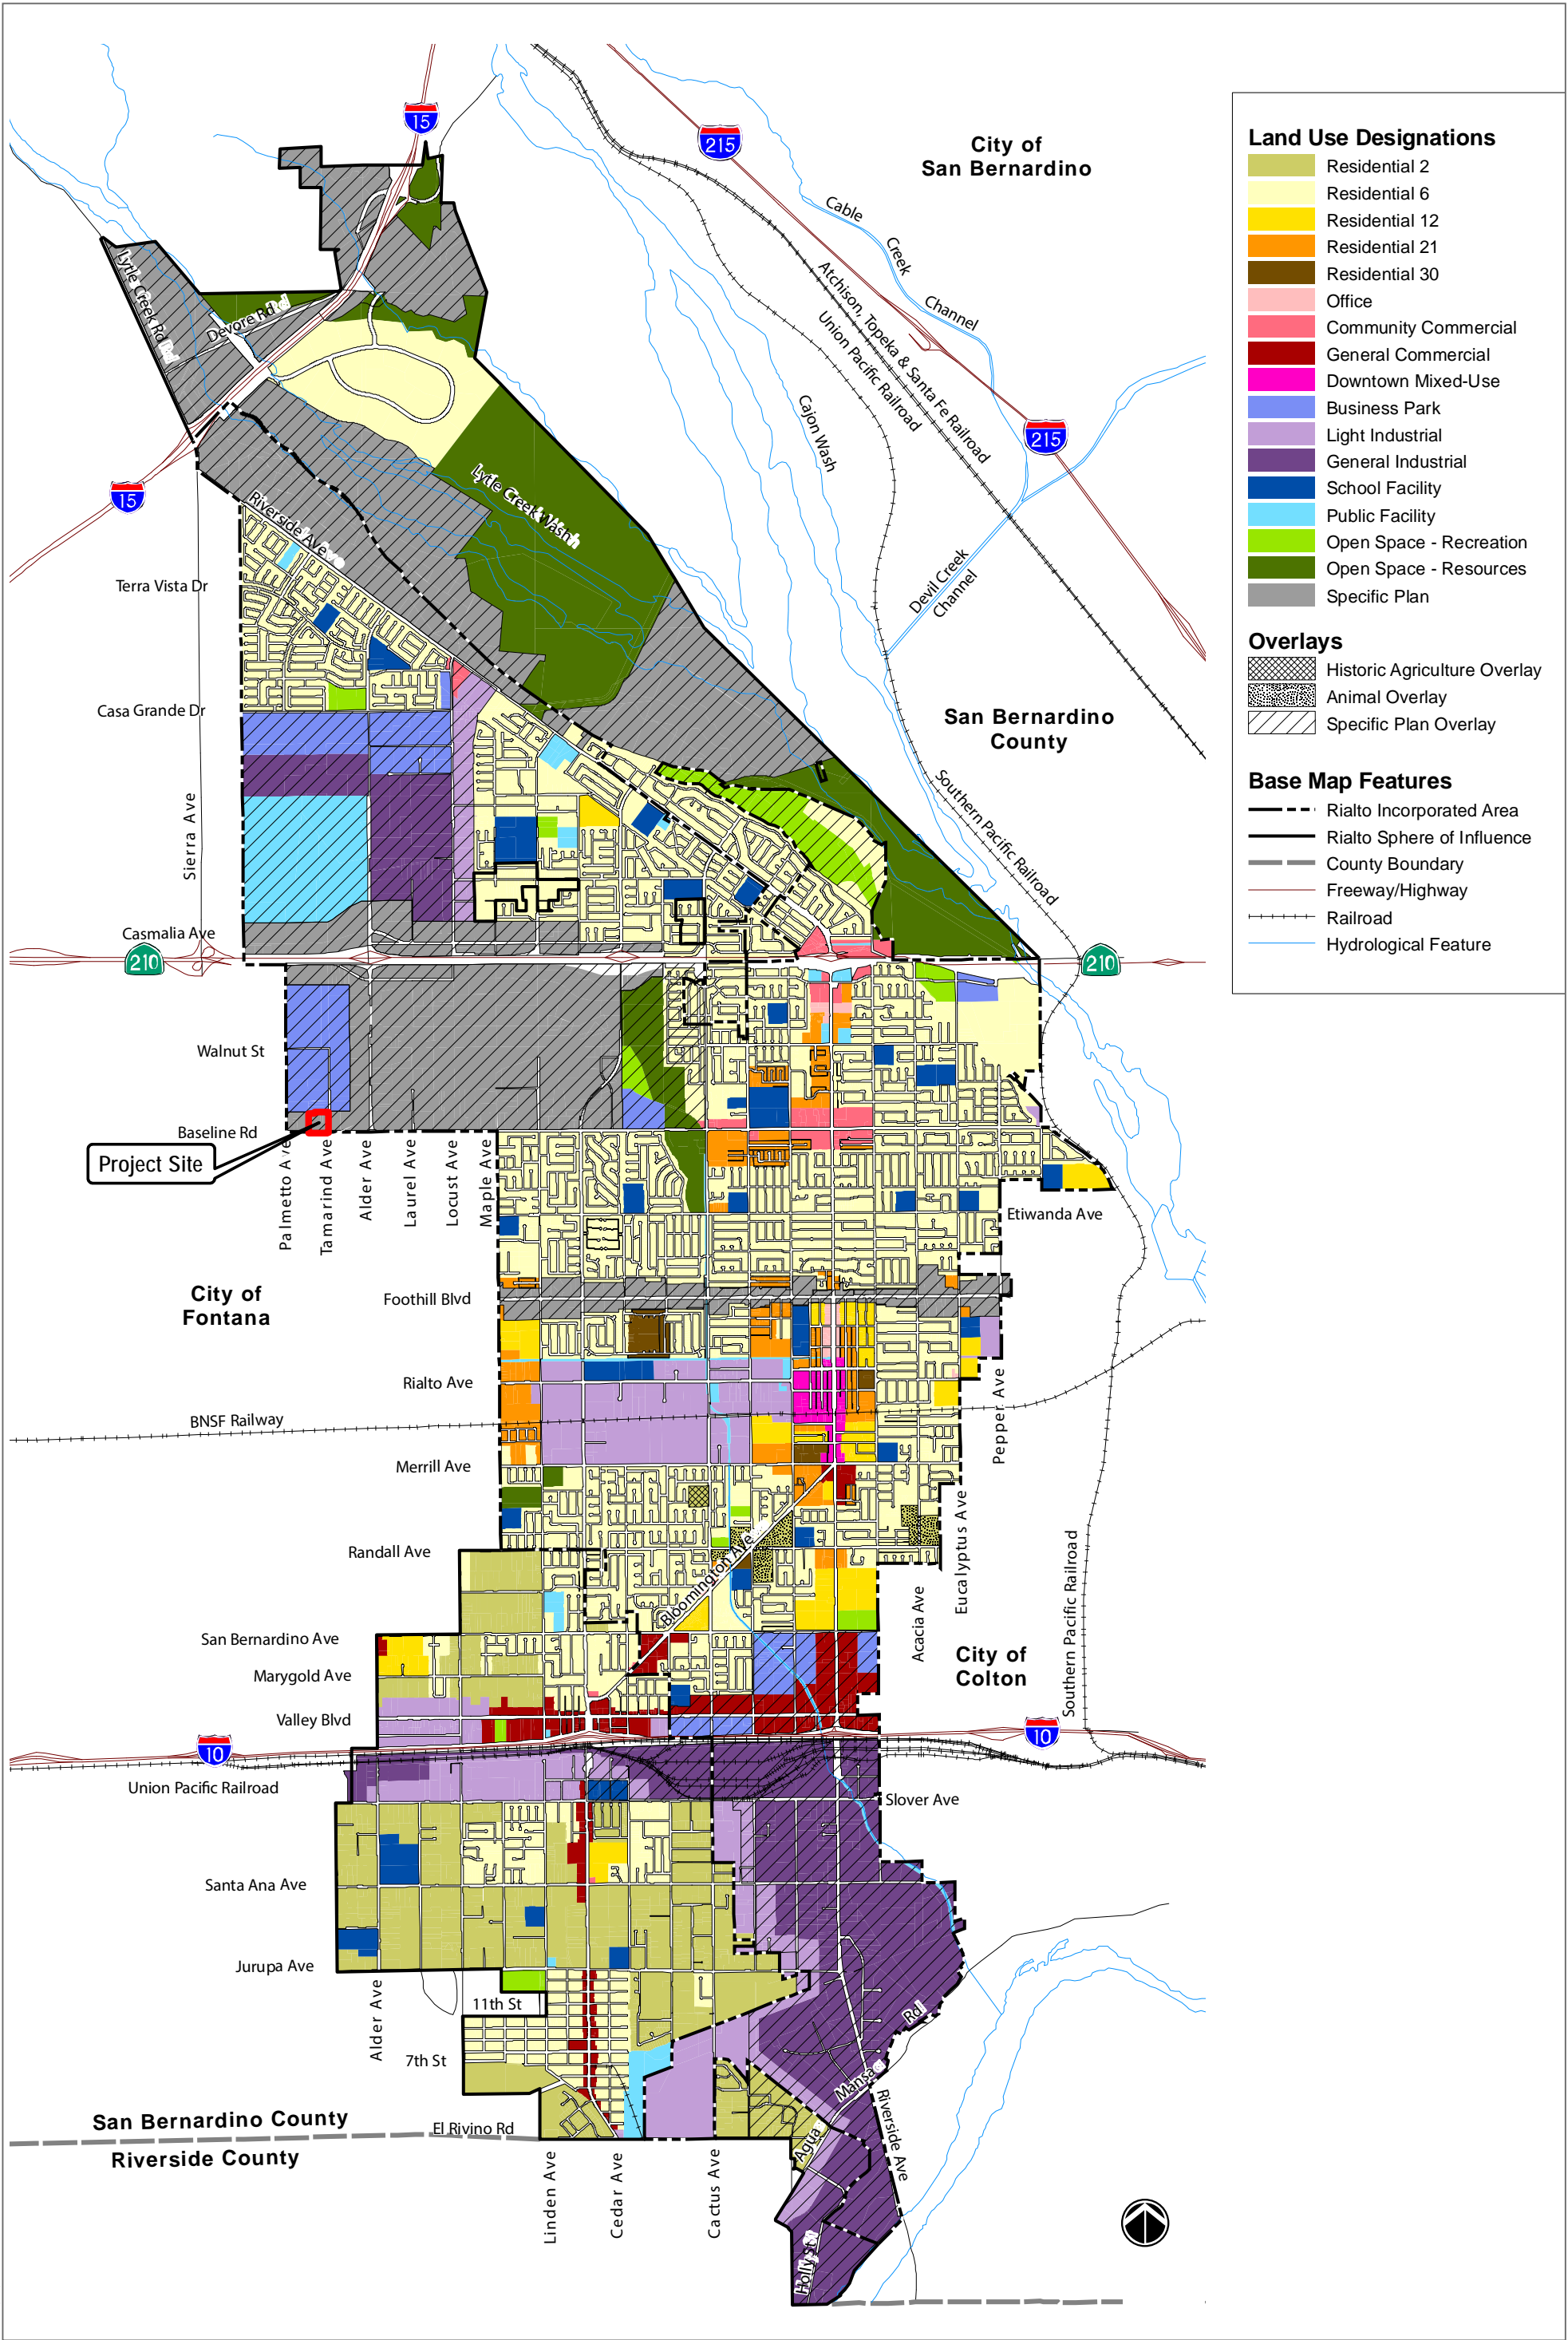 15
215
City of
San Bernardino
Cable
Creek
Channel
Lytle Creek Rd
Devore Rd
Atchison, Topeka & Santa Fe Railroad
Union Pacific Railroad
Cajon Wash
215
15
Lytle Creek Wash
Riverside Ave
Devil Creek
Channel
Terra Vista Dr
Casa Grande Dr
San Bernardino
County
Southern Pacific Railroad
Sierra Ave
Casmalia Ave
210
210
Walnut St
Baseline Rd
Project Site
Palmetto Ave
Tamarind Ave
Alder Ave
Laurel Ave
Locust Ave
Maple Ave
Etiwanda Ave
City of
Fontana
Foothill Blvd
Rialto Ave
Pepper Ave
BNSF Railway
Merrill Ave
Eucalyptus Ave
Randall Ave
Bloomington Ave
Acacia Ave
Southern Pacific Railroad
San Bernardino Ave
City of
Colton
Marygold Ave
Valley Blvd
10
10
Union Pacific Railroad
Slover Ave
Santa Ana Ave
Jurupa Ave
Alder Ave
11th St
7th St
Agua Mansa Rd
Riverside Ave
San Bernardino County
El Rivino Rd
Riverside County
Linden Ave
Cedar Ave
Cactus Ave
Holly St
Land Use Designations
Residential 2
Residential 6
Residential 12
Residential 21
Residential 30
Office
Community Commercial
General Commercial
Downtown Mixed-Use
Business Park
Light Industrial
General Industrial
School Facility
Public Facility
Open Space - Recreation
Open Space - Resources
Specific Plan
Overlays
Historic Agriculture Overlay
Animal Overlay
Specific Plan Overlay
Base Map Features
Rialto Incorporated Area
Rialto Sphere of Influence
County Boundary
Freeway/Highway
Railroad
Hydrological Feature